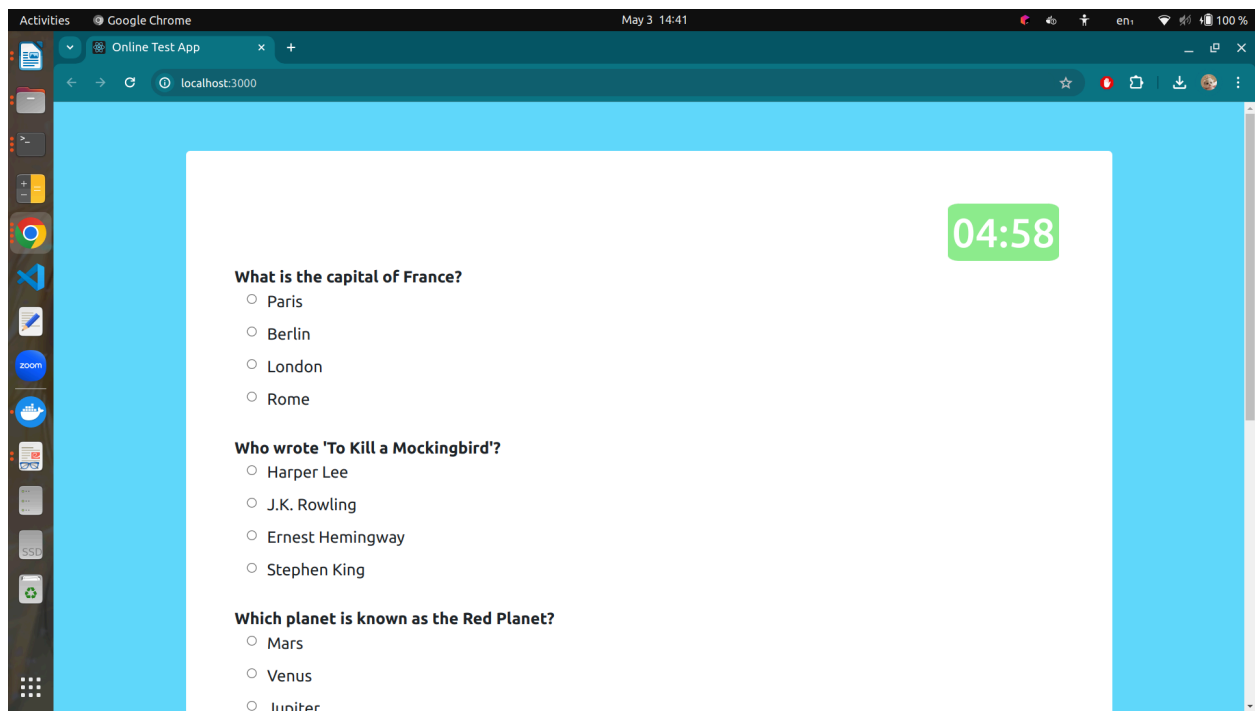 Activities Google Chrome May 3 14:41 en₁ 100 %
Online Test App
localhost:3000
04:58
What is the capital of France?
Paris
Berlin
London
Rome
zoom
Who wrote 'To Kill a Mockingbird'?
Harper Lee
J.K. Rowling
Ernest Hemingway
Stephen King
SSD
Which planet is known as the Red Planet?
Mars
Venus
Jupiter